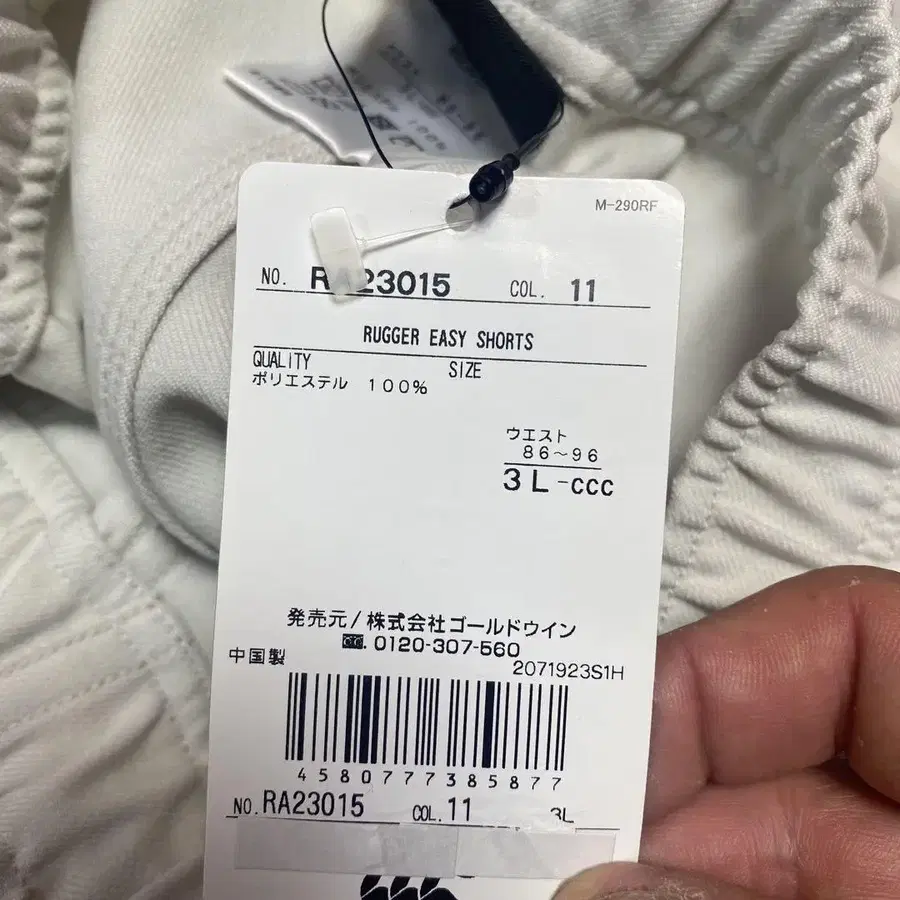 M-290RF
NO. RA23015 COL. 11
RUGGER EASY SHORTS
QUALITY SIZE
ポリエステル 100%
ウエスト
86~96
3L-CCC
発売元/株式会社ゴールドウイン
0120-307-560
中国製 2071923S1H
4580777385877
NO. RA23015 COL. 11 3L